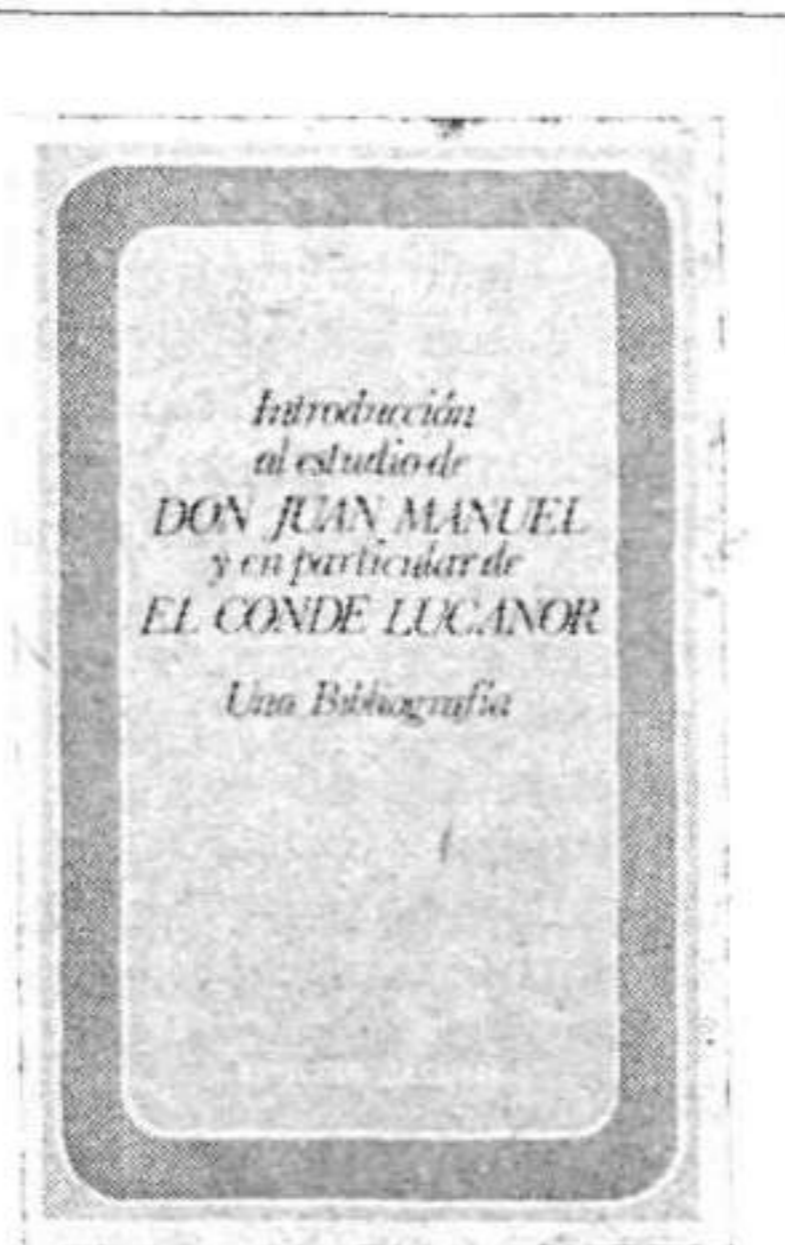 Introducción
al estudio de
DON JUAN MANUEL
y en particular de
EL CONDE LUCANOR
Una Bibliografía